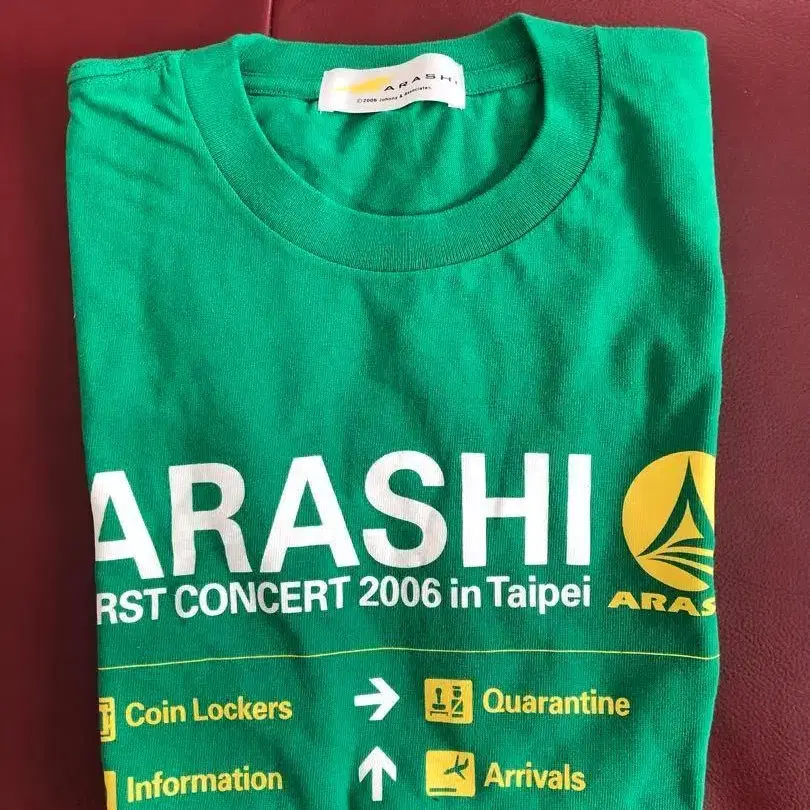 ARASHI
©2006 Johnny & Associates
ARASHI
RST CONCERT 2006 in Taipei
ARAS
Coin Lockers
Quarantine
Information
Arrivals